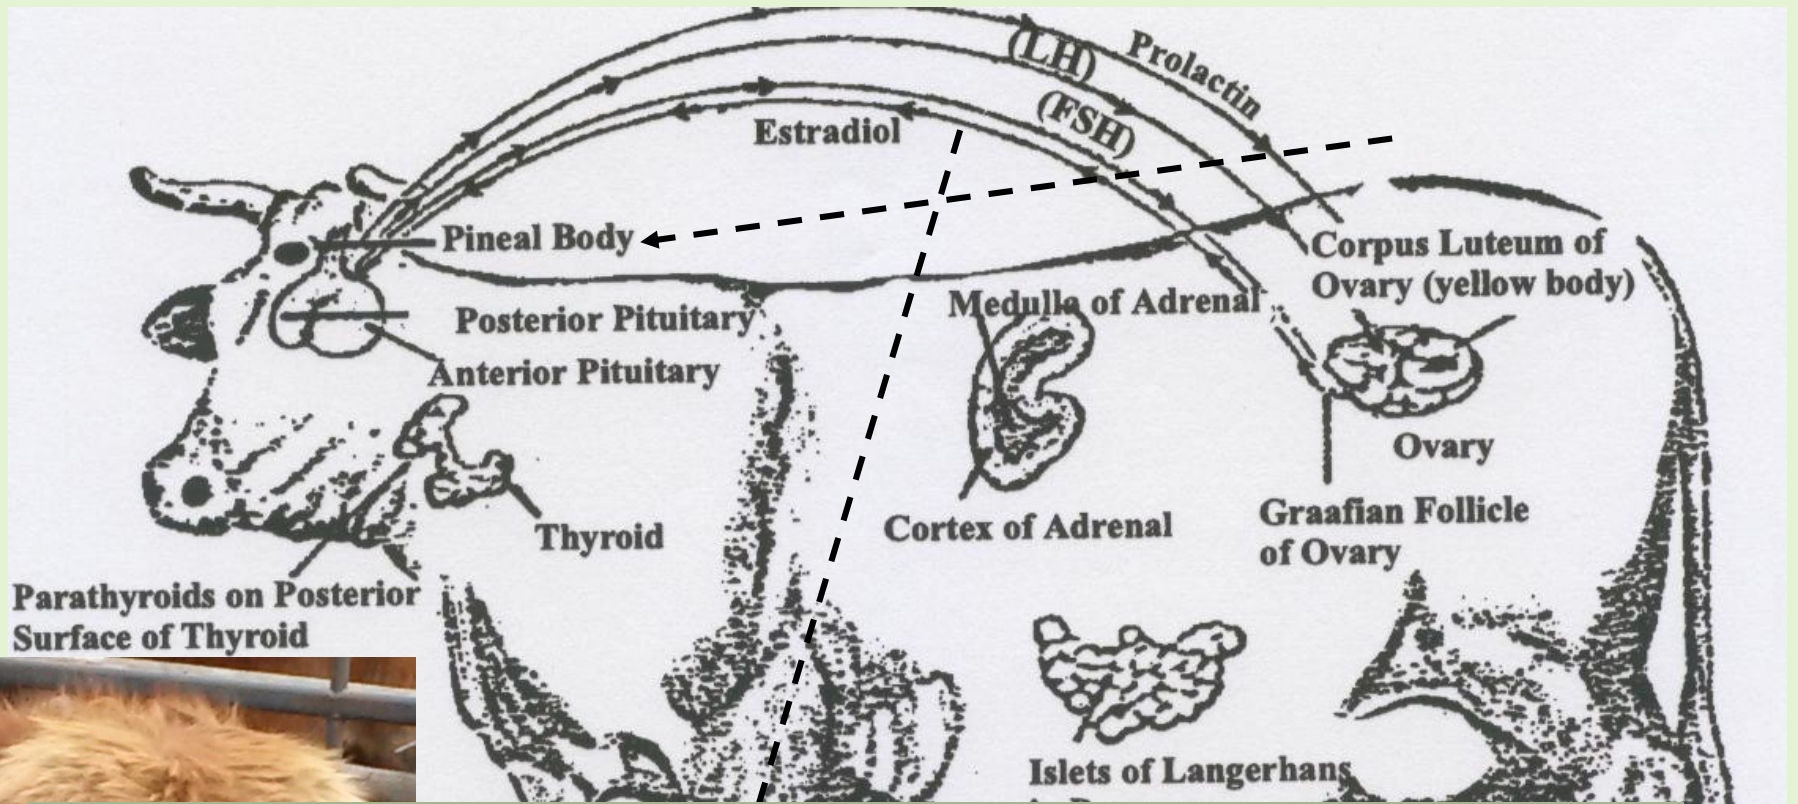 Prolactin
(LH)
(FSH)
Estradiol
Pineal Body
Corpus Luteum of
Ovary (yellow body)
Medulla of Adrenal
Posterior Pituitary
Anterior Pituitary
Ovary
Graafian Follicle
of Ovary
Cortex of Adrenal
Thyroid
Parathyroids on Posterior
Surface of Thyroid
Islets of Langerhans